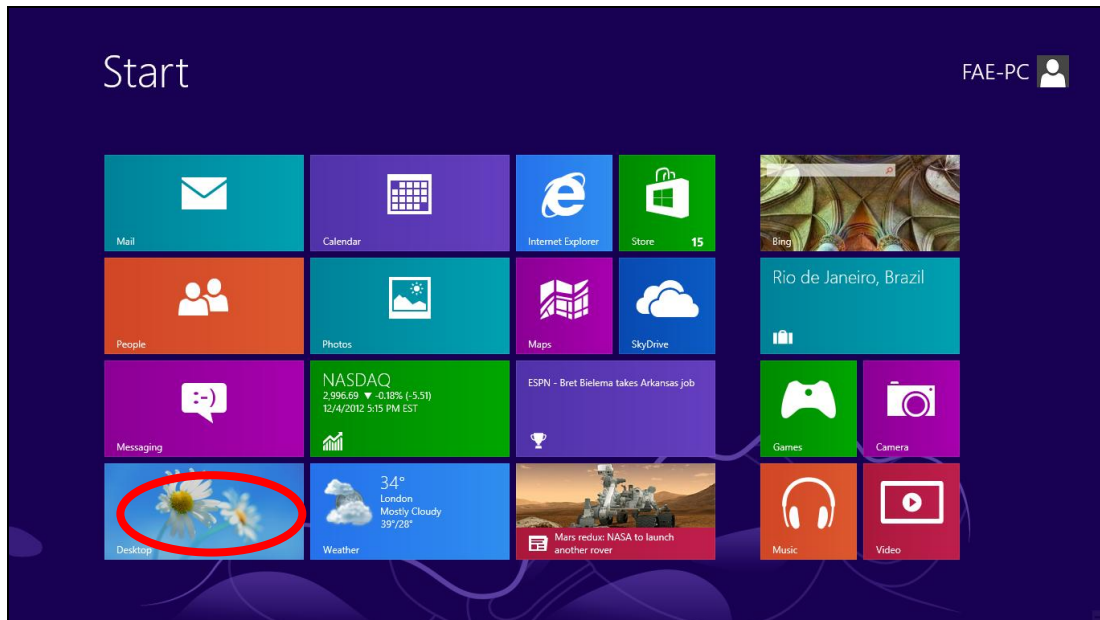 Start
FAE-PC
Mail
Calendar
Internet Explorer
Store 15
Bing
People
Photos
Maps
SkyDrive
Rio de Janeiro, Brazil
Messaging
NASDAQ
2,996.69 ▼ -0.18% (-5.51)
12/4/2012 5:15 PM EST
ESPN - Bret Bielema takes Arkansas job
Games
Camera
Desktop
34°
London
Mostly Cloudy
39°/28°
Weather
Mars redux: NASA to launch
another rover
Music
Video